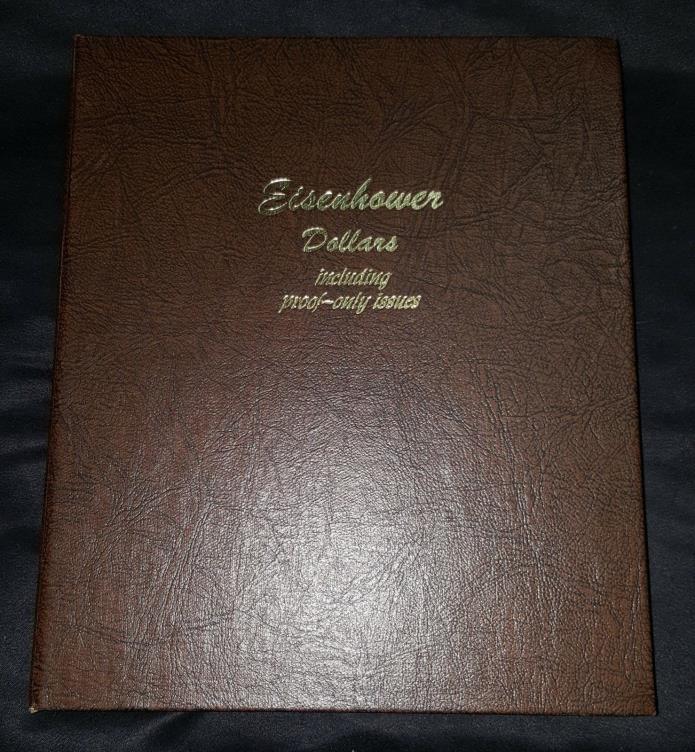 Eisenhower
Dollars
including
proof-only issues